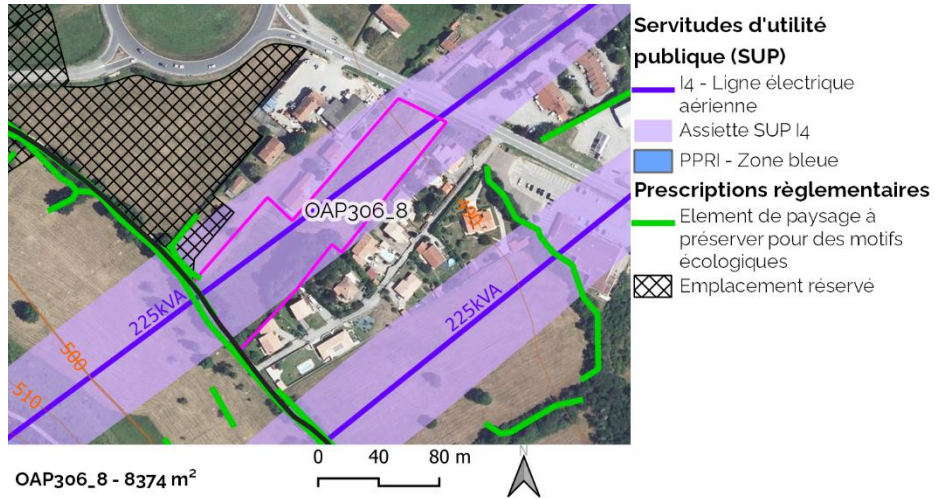 Servitudes d'utilité
publique (SUP)
I4 - Ligne électrique
aérienne
Assiette SUP I4
PPRI - Zone bleue
Prescriptions règlementaires
Element de paysage à
préserver pour des motifs
écologiques
Emplacement réservé
OAP306_8
225kVA
225kVA
500
510
0 40 80 m
N
OAP306_8 - 8374 m²